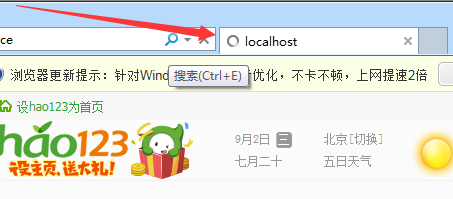 ce
localhost
浏览器更新提示：针对Wind
优化，不卡不顿，上网提速2倍
搜索(Ctrl+E)
设hao123为首页
hao123
设主页,送大礼!
9月2日 三 北京[切换]
七月二十 五日天气